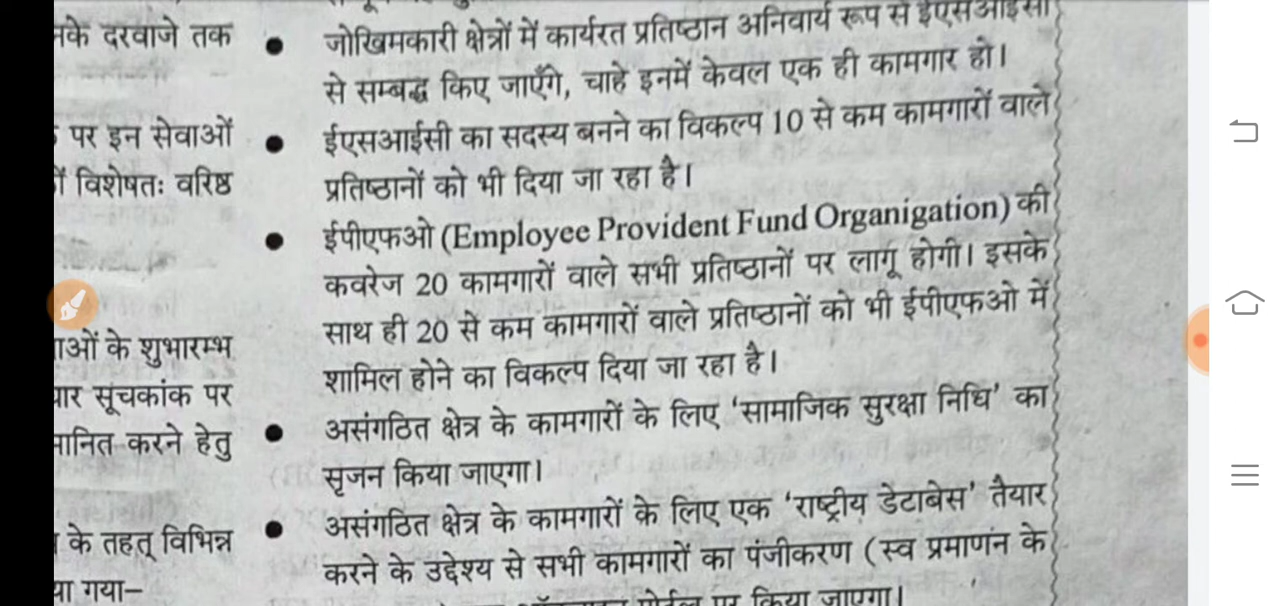 नके दरवाजे तक
पर इन सेवाओं
विशेषतः वरिष्ठ
ाओं के शुभारम्भ
सूचकांक पर
करने हेतु
के तहत् विभिन्न
गया–
● जोखिमकारी क्षेत्रों में कार्यरत प्रतिष्ठान अनिवार्य रूप से ईएसआईसी
से सम्बद्ध किए जाएँगे, चाहे इनमें केवल एक ही कामगार हो।
● ईएसआईसी का सदस्य बनने का विकल्प 10 से कम कामगारों वाले
प्रतिष्ठानों को भी दिया जा रहा है।
● ईपीएफओ (Employee Provident Fund Organigation) की
कवरेज 20 कामगारों वाले सभी प्रतिष्ठानों पर लागू होगी। इसके
साथ ही 20 से कम कामगारों वाले प्रतिष्ठानों को भी ईपीएफओ में
शामिल होने का विकल्प दिया जा रहा है।
● असंगठित क्षेत्र के कामगारों के लिए ‘सामाजिक सुरक्षा निधि’ का
सृजन किया जाएगा।
● असंगठित क्षेत्र के कामगारों के लिए एक ‘राष्ट्रीय डेटाबेस’ तैयार
करने के उद्देश्य से सभी कामगारों का पंजीकरण (स्व प्रमाणंन के
पोर्टल पर किया जाएगा।